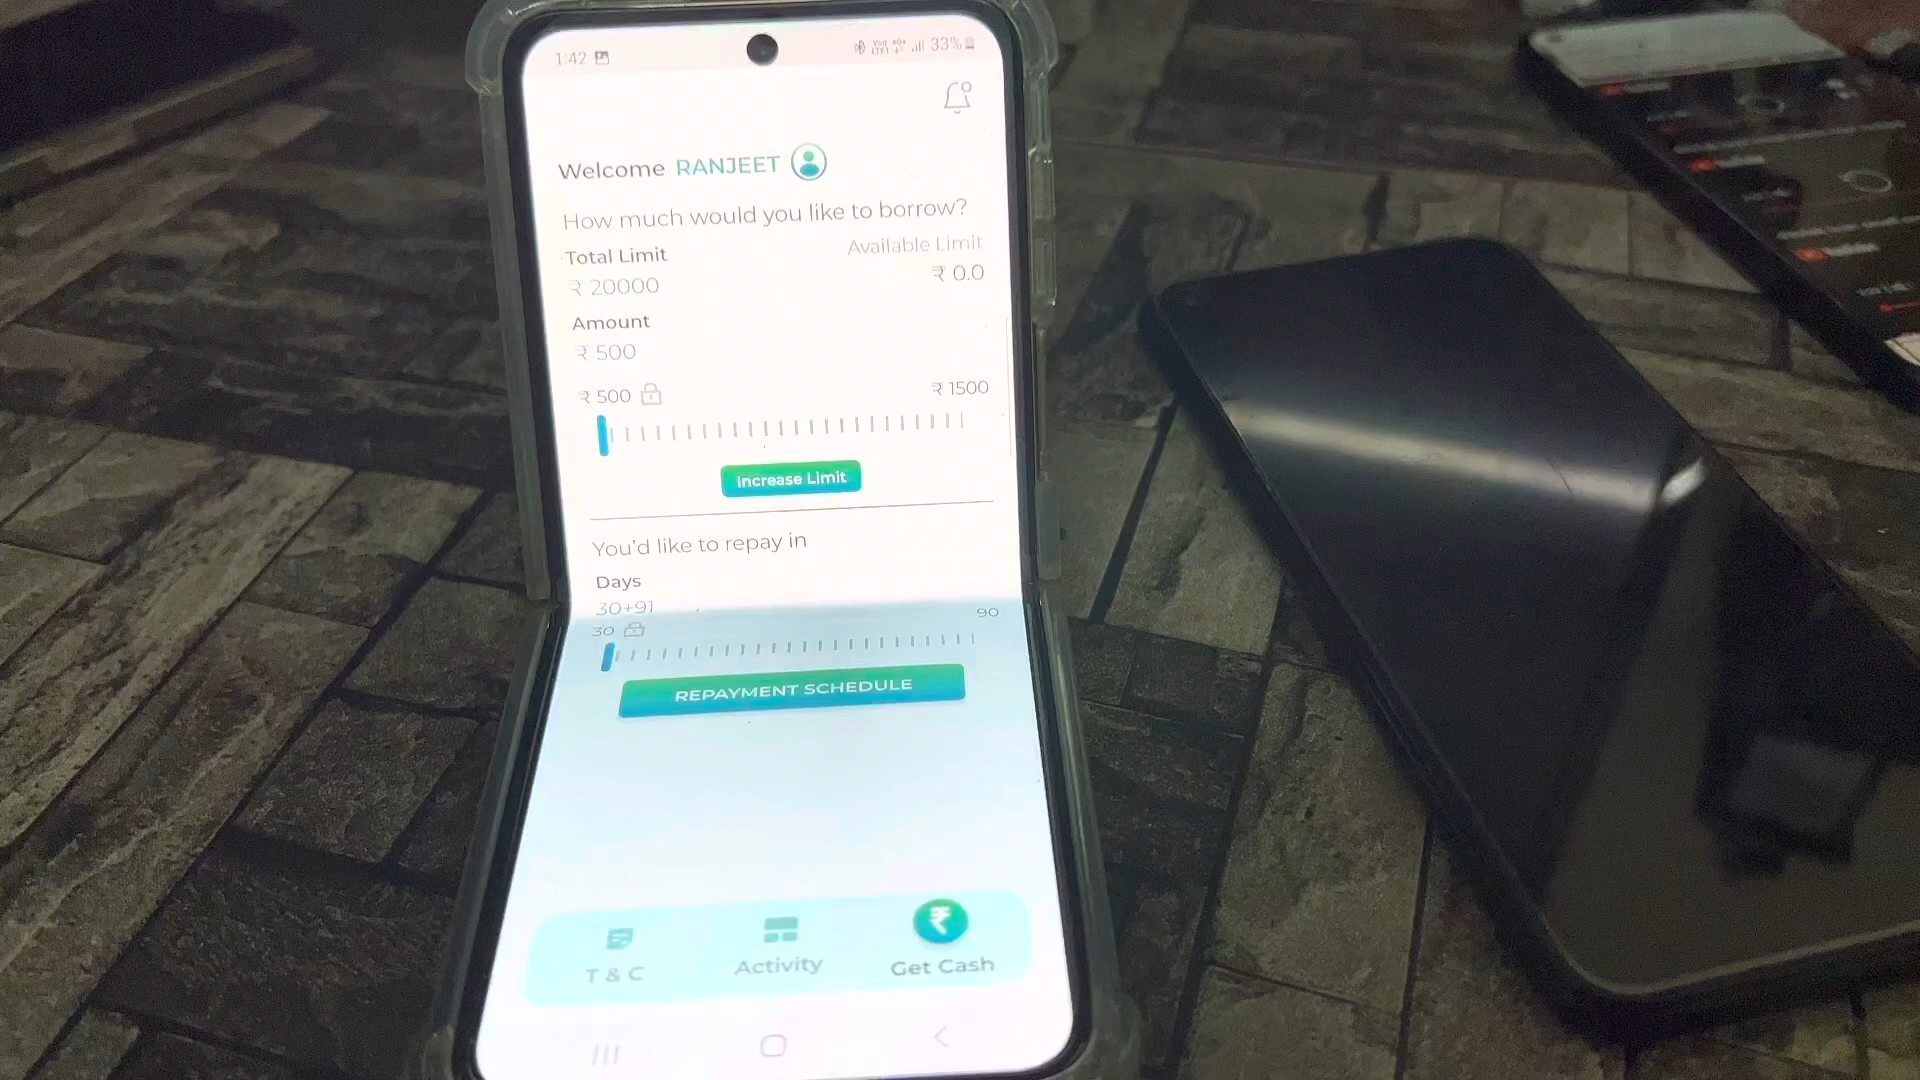 1:42
33%
Welcome RANJEET
How much would you like to borrow?
Total Limit
Available Limit
₹ 20000
₹ 0.0
Amount
₹ 500
₹ 500
₹ 1500
Increase Limit
You'd like to repay in
Days
30+91
30
90
REPAYMENT SCHEDULE
T & C
Activity
Get Cash